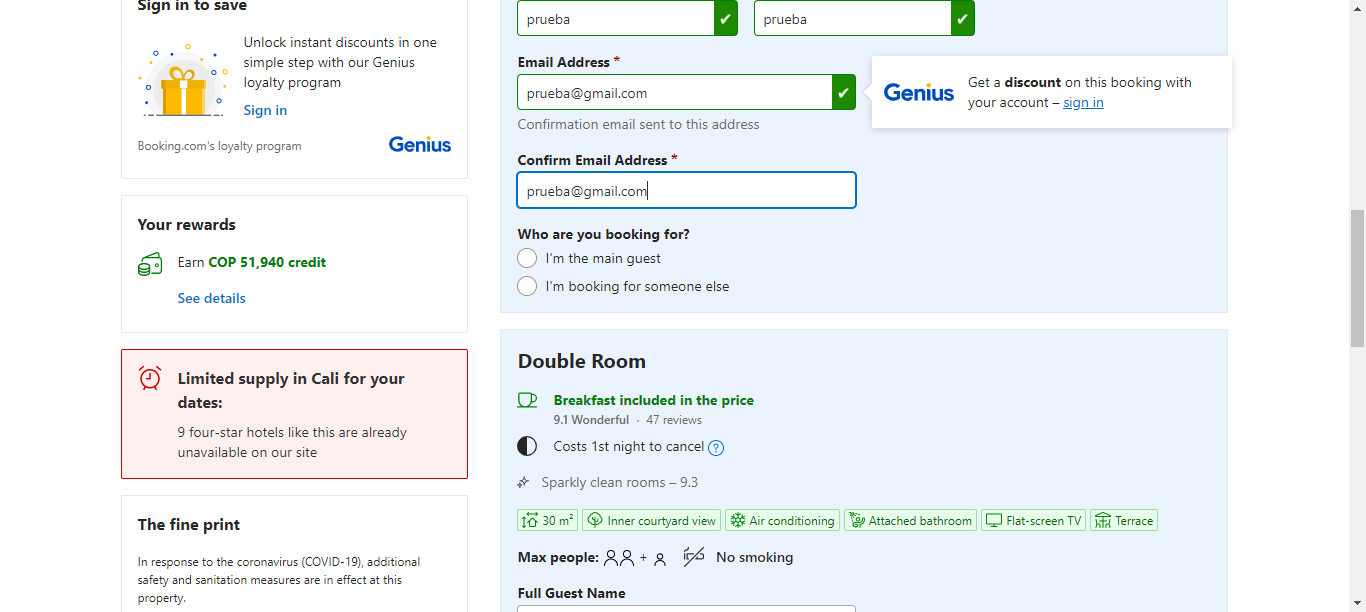 Sign in to save
Unlock instant discounts in one
simple step with our Genius
loyalty program
Sign in
Booking.com's loyalty program
Genius
Your rewards
Earn COP 51,940 credit
See details
Limited supply in Cali for your
dates:
9 four-star hotels like this are already
unavailable on our site
The fine print
In response to the coronavirus (COVID-19), additional
safety and sanitation measures are in effect at this
property.
prueba
prueba
Email Address *
prueba@gmail.com
Confirmation email sent to this address
Genius
Get a discount on this booking with
your account – sign in
Confirm Email Address *
prueba@gmail.com
Who are you booking for?
I'm the main guest
I'm booking for someone else
Double Room
Breakfast included in the price
9.1 Wonderful · 47 reviews
Costs 1st night to cancel ?
Sparkly clean rooms – 9.3
30 m² Inner courtyard view Air conditioning Attached bathroom Flat-screen TV Terrace
Max people: + No smoking
Full Guest Name